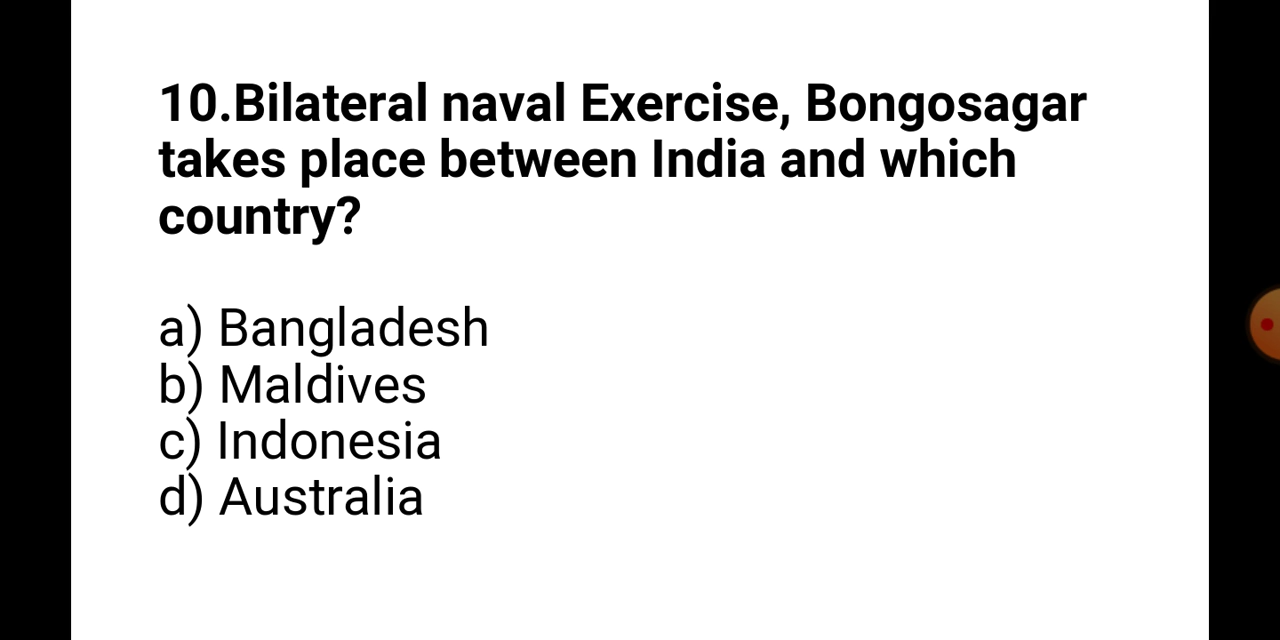 10.Bilateral naval Exercise, Bongosagar
takes place between India and which
country?
a) Bangladesh
b) Maldives
c) Indonesia
d) Australia